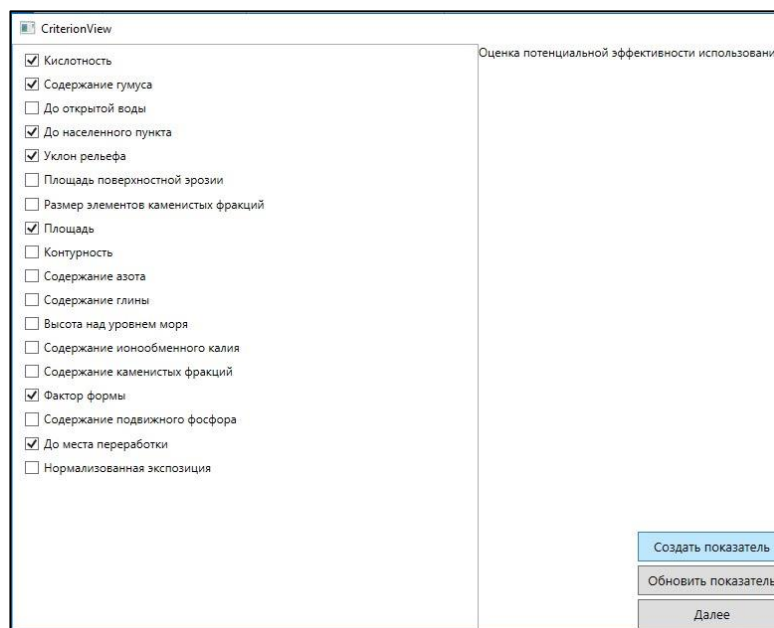 CriterionView
Кислотность
Содержание гумуса
До открытой воды
До населенного пункта
Уклон рельефа
Площадь поверхностной эрозии
Размер элементов каменистых фракций
Площадь
Контурность
Содержание азота
Содержание глины
Высота над уровнем моря
Содержание ионообменного калия
Содержание каменистых фракций
Фактор формы
Содержание подвижного фосфора
До места переработки
Нормализованная экспозиция
Оценка потенциальной эффективности использовани
Создать показатель
Обновить показатель
Далее